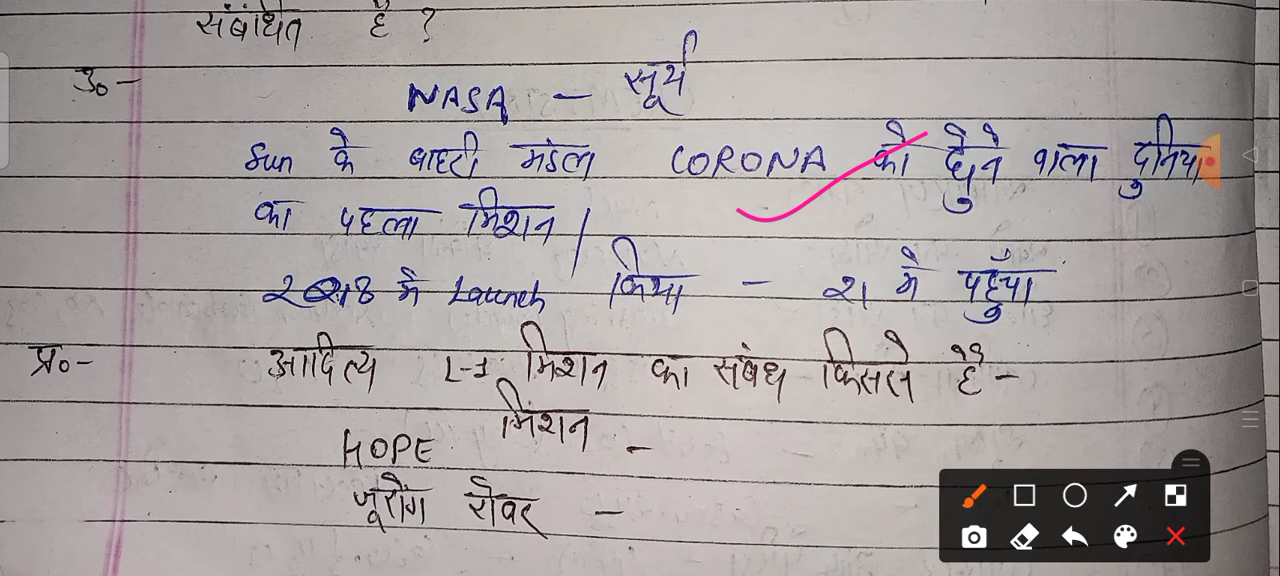 संबंधित है ?
उ०- NASA - सूर्य
Sun के बाहरी मंडल CORONA को छुने वाला दुनिया
का पहला मिशन |
2018 मे Launch किया - 21 मे पहुँचा
प्र०- आदित्य L-1 मिशन का संबंध किससे है -
HOPE मिशन -
जूरोंग रोवर -